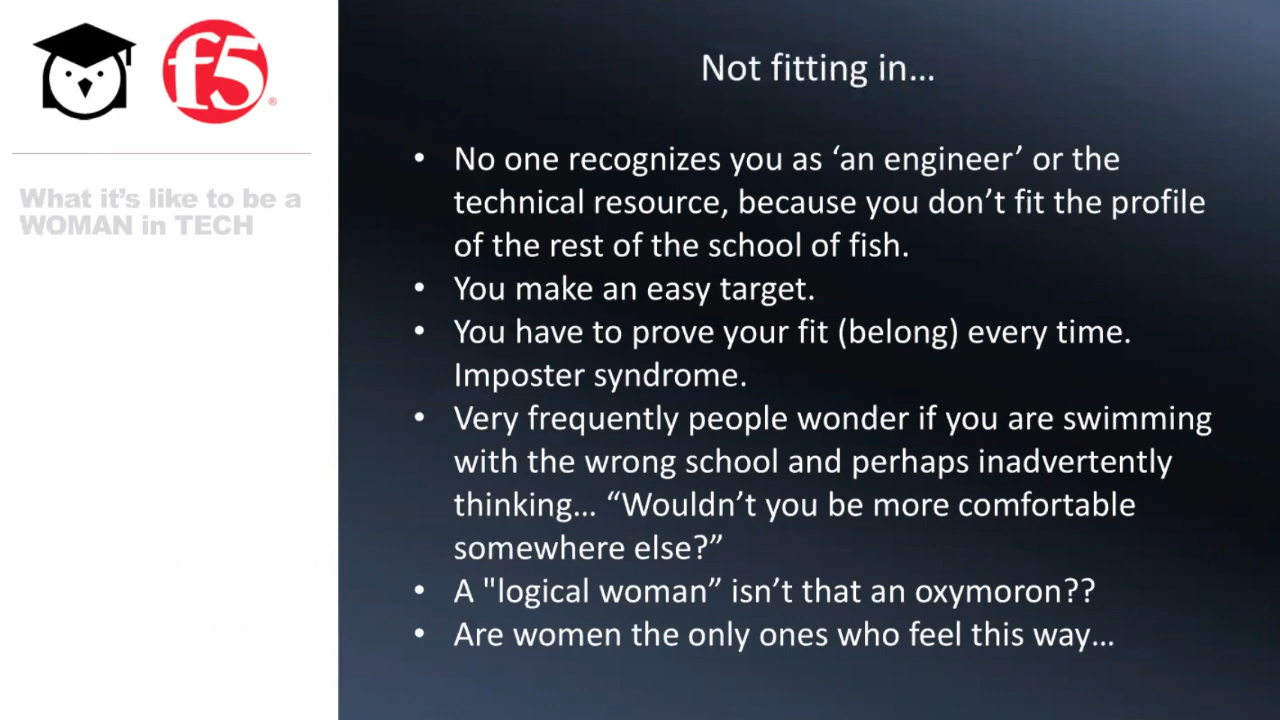 f5®
What it’s like to be a
WOMAN in TECH
Not fitting in...
• No one recognizes you as ‘an engineer’ or the
technical resource, because you don’t fit the profile
of the rest of the school of fish.
• You make an easy target.
• You have to prove your fit (belong) every time.
Imposter syndrome.
• Very frequently people wonder if you are swimming
with the wrong school and perhaps inadvertently
thinking... “Wouldn’t you be more comfortable
somewhere else?”
• A "logical woman” isn’t that an oxymoron??
• Are women the only ones who feel this way...